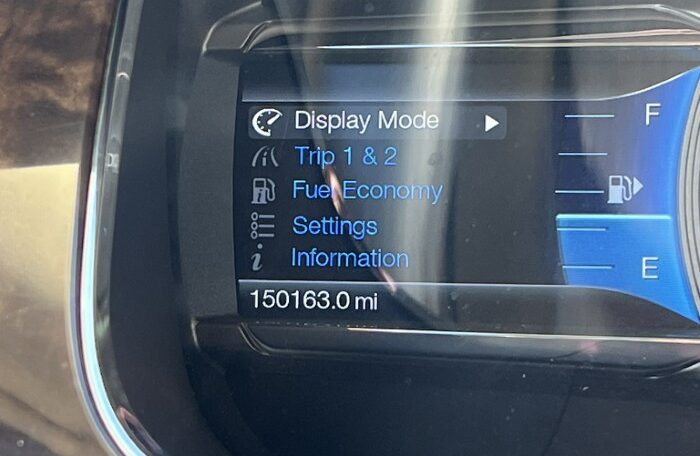 Display Mode
Trip 1 & 2
Fuel Economy
Settings
Information
150163.0 mi
F
E